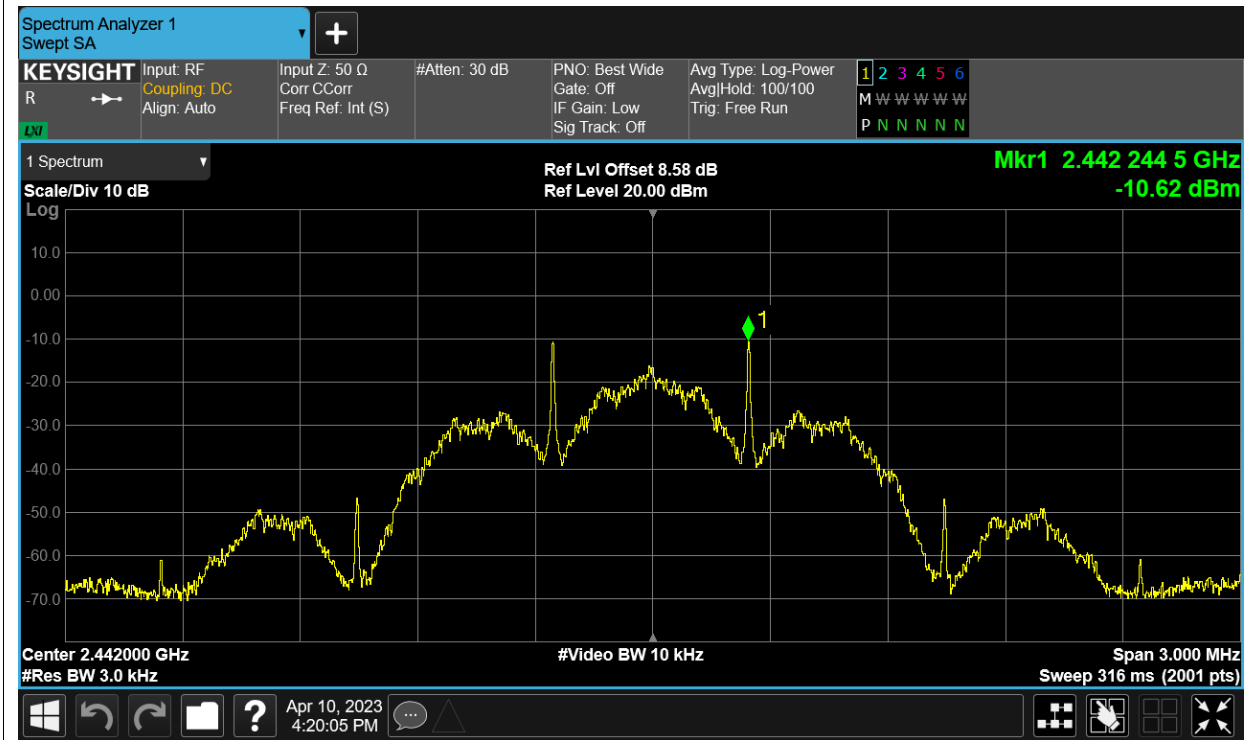 Spectrum Analyzer 1
Swept SA
KEYSIGHT
R
LXI
Input: RF
Coupling: DC
Align: Auto
Input Z: 50 Ω
Corr CCorr
Freq Ref: Int (S)
#Atten: 30 dB
PNO: Best Wide
Gate: Off
IF Gain: Low
Sig Track: Off
Avg Type: Log-Power
Avg|Hold: 100/100
Trig: Free Run
1 2 3 4 5 6
M W W W W W
P N N N N N
1 Spectrum
Scale/Div 10 dB
Ref Lvl Offset 8.58 dB
Ref Level 20.00 dBm
Mkr1 2.442 244 5 GHz
-10.62 dBm
Log
10.0
0.00
-10.0
-20.0
-30.0
-40.0
-50.0
-60.0
-70.0
1
Center 2.442000 GHz
#Res BW 3.0 kHz
#Video BW 10 kHz
Span 3.000 MHz
Sweep 316 ms (2001 pts)
?
Apr 10, 2023
4:20:05 PM